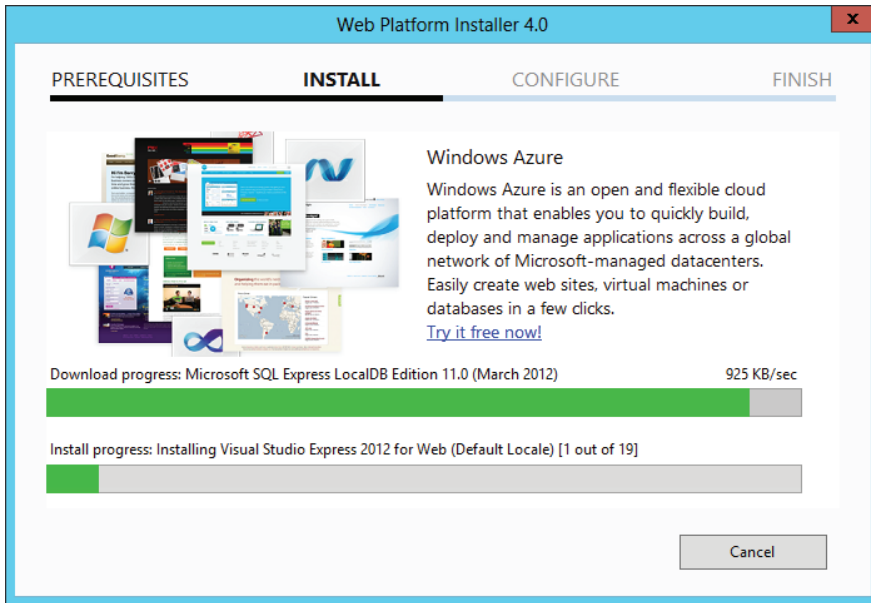 Web Platform Installer 4.0
x
PREREQUISITES INSTALL CONFIGURE FINISH
Windows Azure
Windows Azure is an open and flexible cloud
platform that enables you to quickly build,
deploy and manage applications across a global
network of Microsoft-managed datacenters.
Easily create web sites, virtual machines or
databases in a few clicks.
Try it free now!
Download progress: Microsoft SQL Express LocalDB Edition 11.0 (March 2012) 925 KB/sec
Install progress: Installing Visual Studio Express 2012 for Web (Default Locale) [1 out of 19]
Cancel